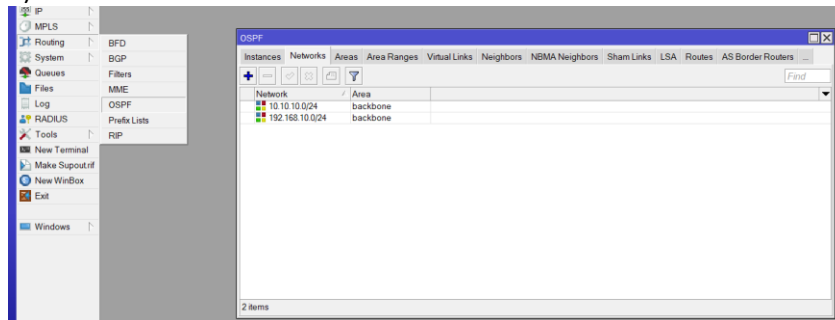 IP
MPLS
Routing
System
Queues
Files
Log
RADIUS
Tools
New Terminal
Make Supout.rif
New WinBox
Exit
Windows
BFD
BGP
Filters
MME
OSPF
Prefix Lists
RIP
OSPF
Instances Networks Areas Area Ranges Virtual Links Neighbors NBMA Neighbors Sham Links LSA Routes AS Border Routers ...
Find
Network / Area
10.10.10.0/24 backbone
192.168.10.0/24 backbone
2 items